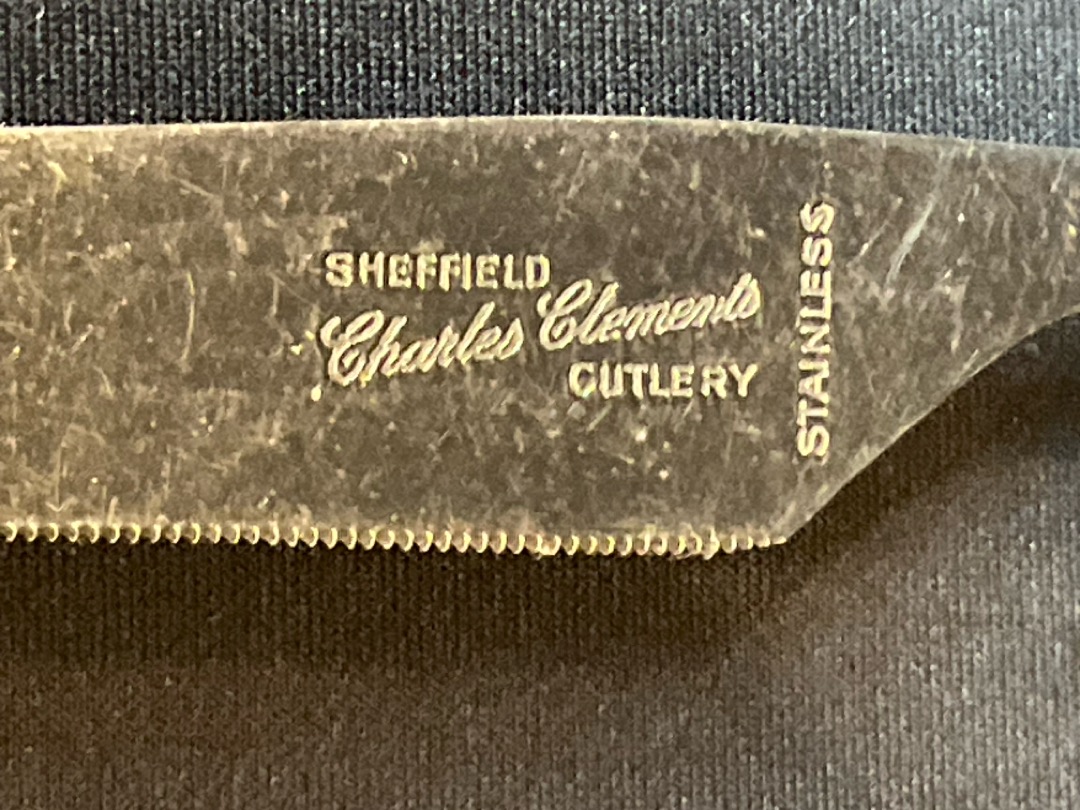 SHEFFIELD
Charles Clements
CUTLERY
STAINLESS